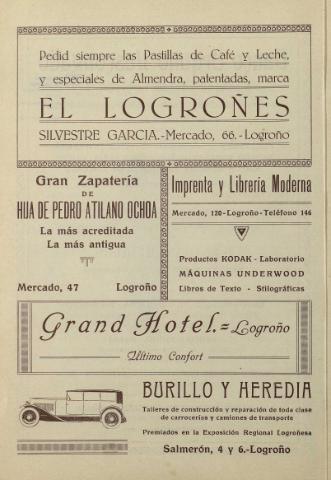 Pedid siempre las Pastillas de Café y Leche,
y especiales de Almendra, patentadas, marca
EL LOGROÑES
SILVESTRE GARCIA.-Mercado, 66.-Logroño
Gran Zapatería
DE
HIJA DE PEDRO ATILANO OCHOA
La más acreditada
La más antigua
Mercado, 47 Logroño
Imprenta y Librería Moderna
Mercado, 120-Logroño-Teléfono 146
Productos KODAK - Laboratorio
MÁQUINAS UNDERWOOD
Libros de Texto - Stilográficas
Grand Hotel.=Logroño
Ultimo Confort
BURILLO Y HEREDIA
Talleres de construcción y reparación de toda clase
de carrocerías y camiones de transporte
Premiados en la Exposición Regional Logroñesa
Salmerón, 4 y 6.-Logroño